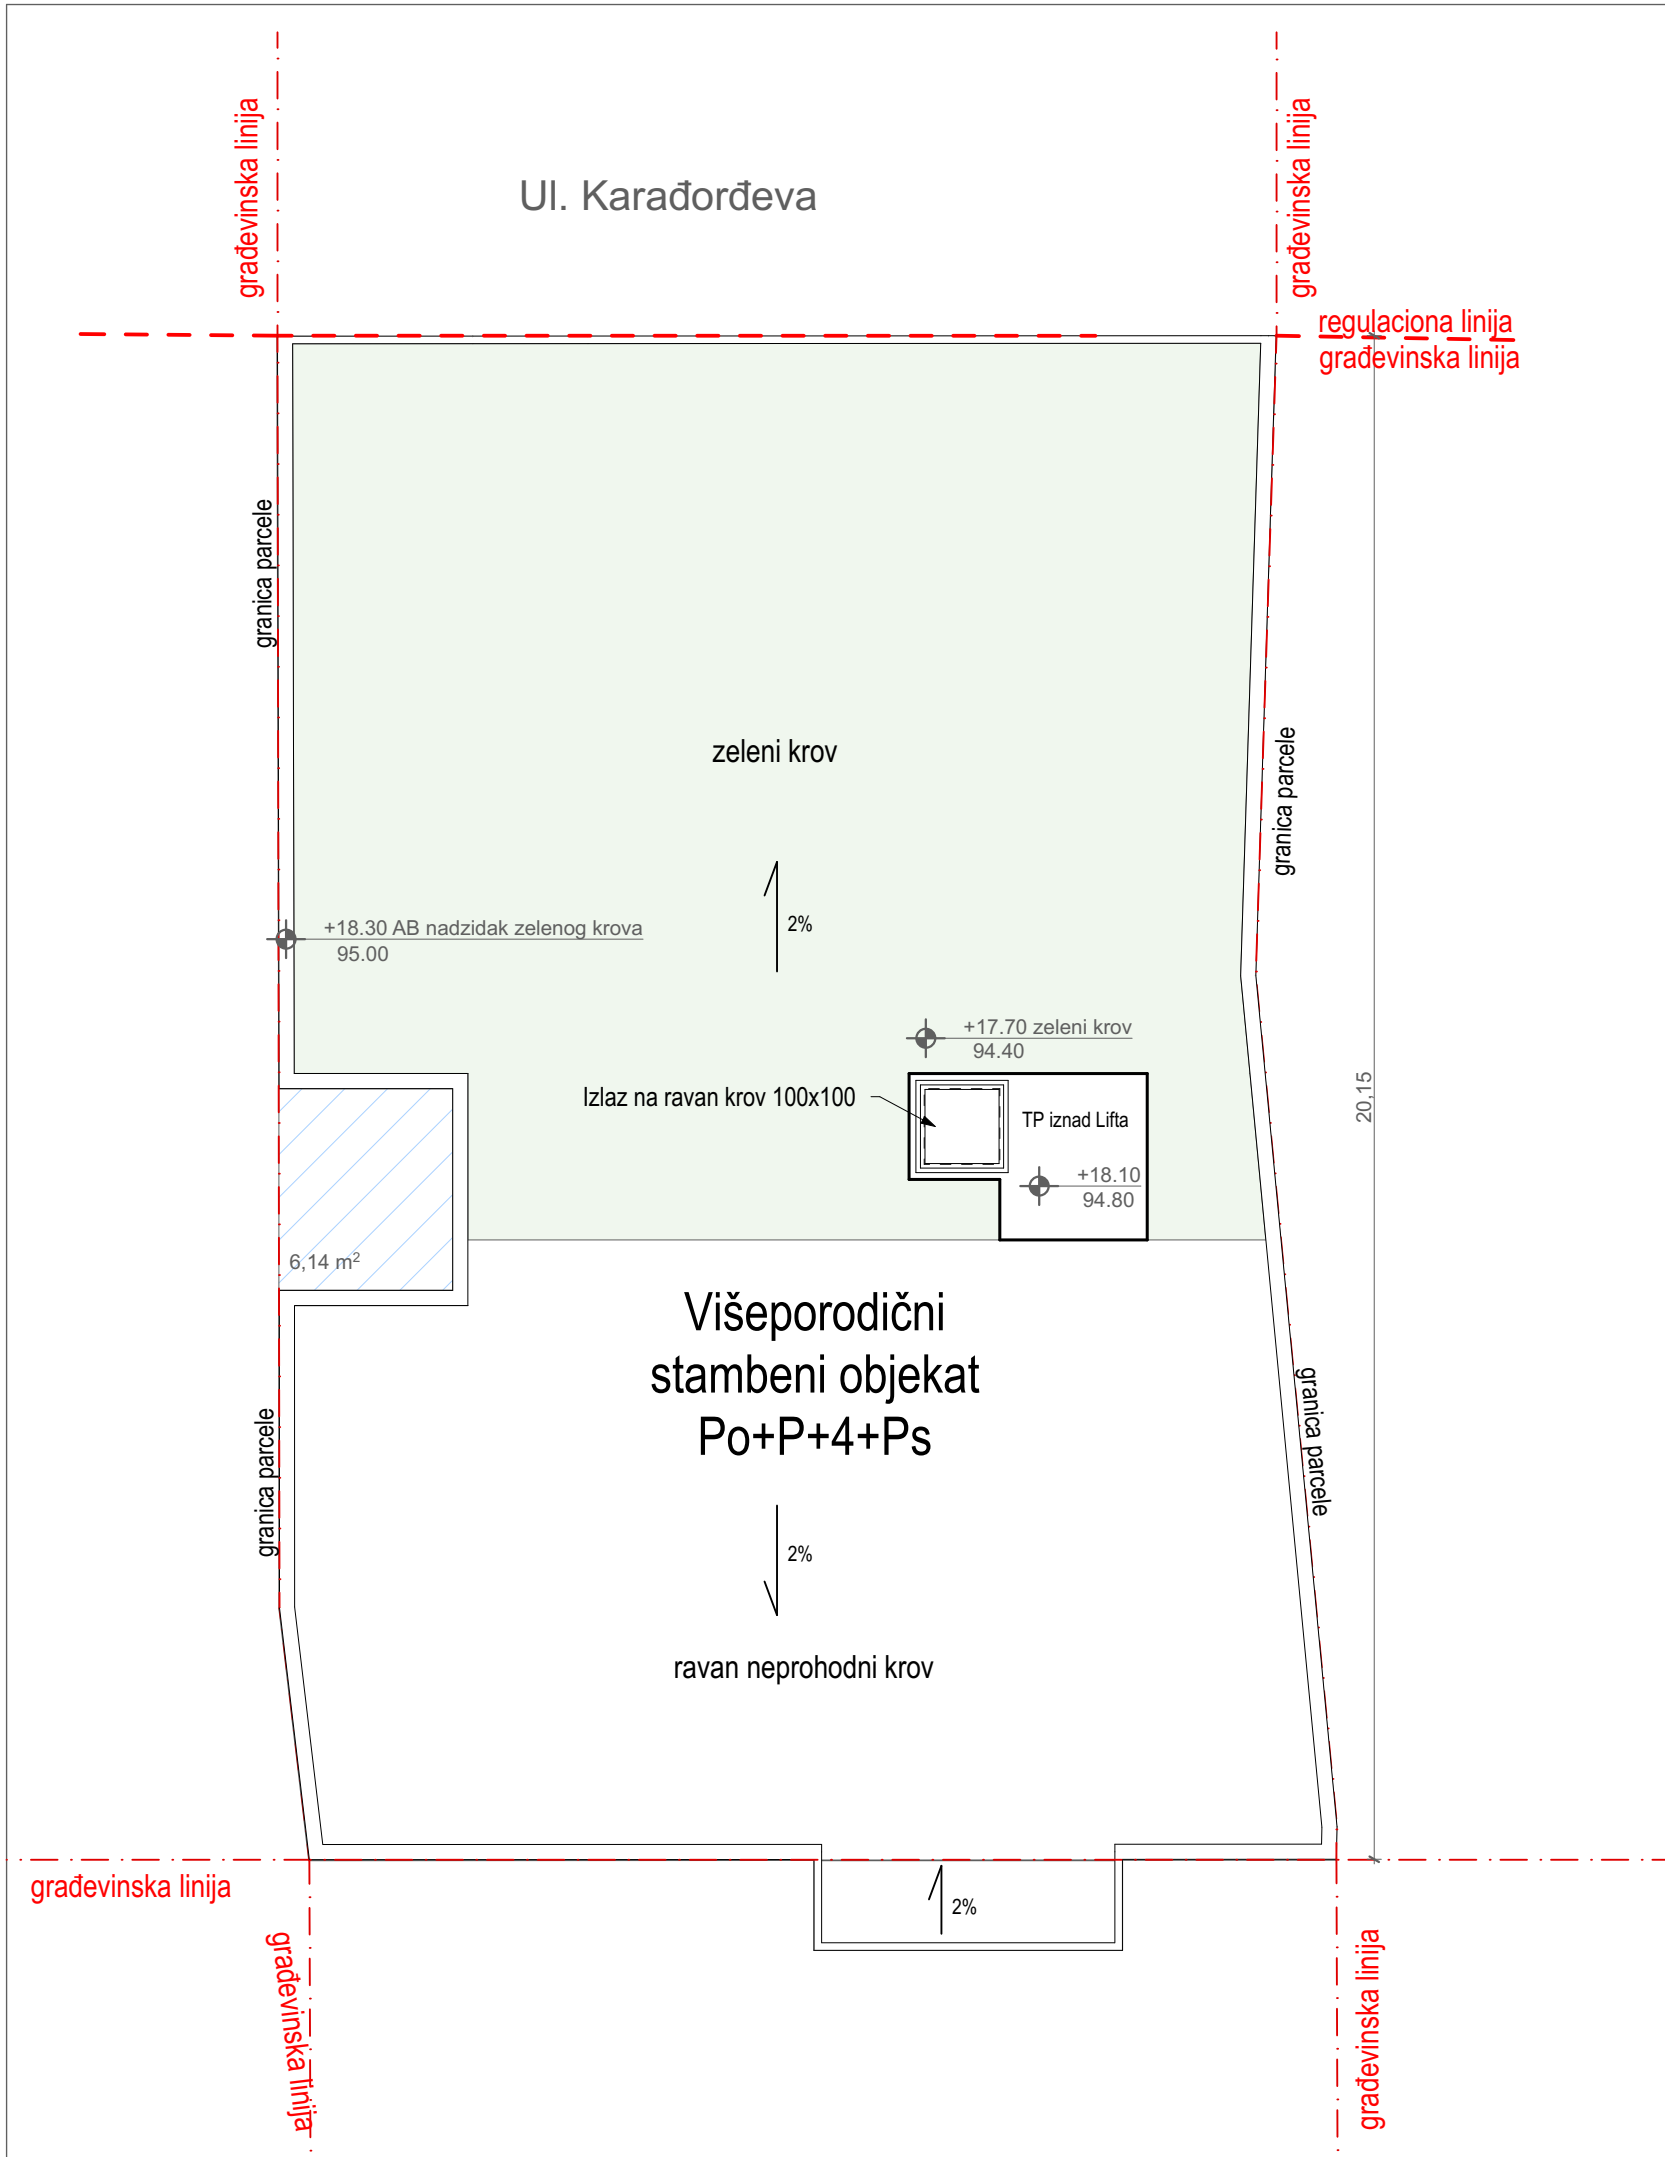 građevinska linija
građevinska linija
Ul. Karađorđeva
regulaciona linija
građevinska linija
granica parcele
granica parcele
zeleni krov
2%
+18.30 AB nadzidak zelenog krova
95.00
+17.70 zeleni krov
94.40
Izlaz na ravan krov 100x100
TP iznad Lifta
+18.10
94.80
20,15
6,14 m²
Višeporodični
stambeni objekat
Po+P+4+Ps
granica parcele
granica parcele
2%
ravan neprohodni krov
građevinska linija
2%
građevinska linija
građevinska linija